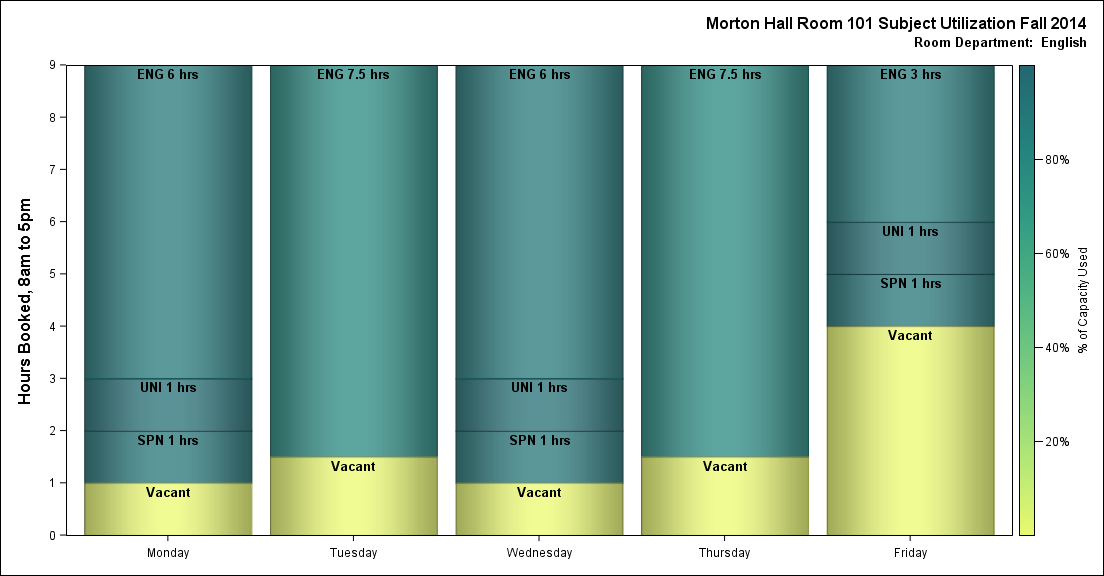 Morton Hall Room 101 Subject Utilization Fall 2014
Room Department:  English
Hours Booked, 8am to 5pm
9
8
7
6
5
4
3
2
1
0
ENG 6 hrs
UNI 1 hrs
SPN 1 hrs
Vacant
ENG 7.5 hrs
Vacant
ENG 6 hrs
UNI 1 hrs
SPN 1 hrs
Vacant
ENG 7.5 hrs
Vacant
ENG 3 hrs
UNI 1 hrs
SPN 1 hrs
Vacant
Monday
Tuesday
Wednesday
Thursday
Friday
80%
60%
40%
20%
% of Capacity Used